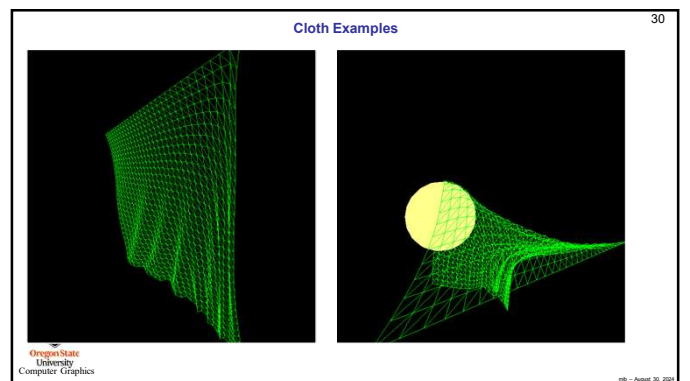 Cloth Examples
30
Oregon State
University
Computer Graphics
mjb – August 30, 2024